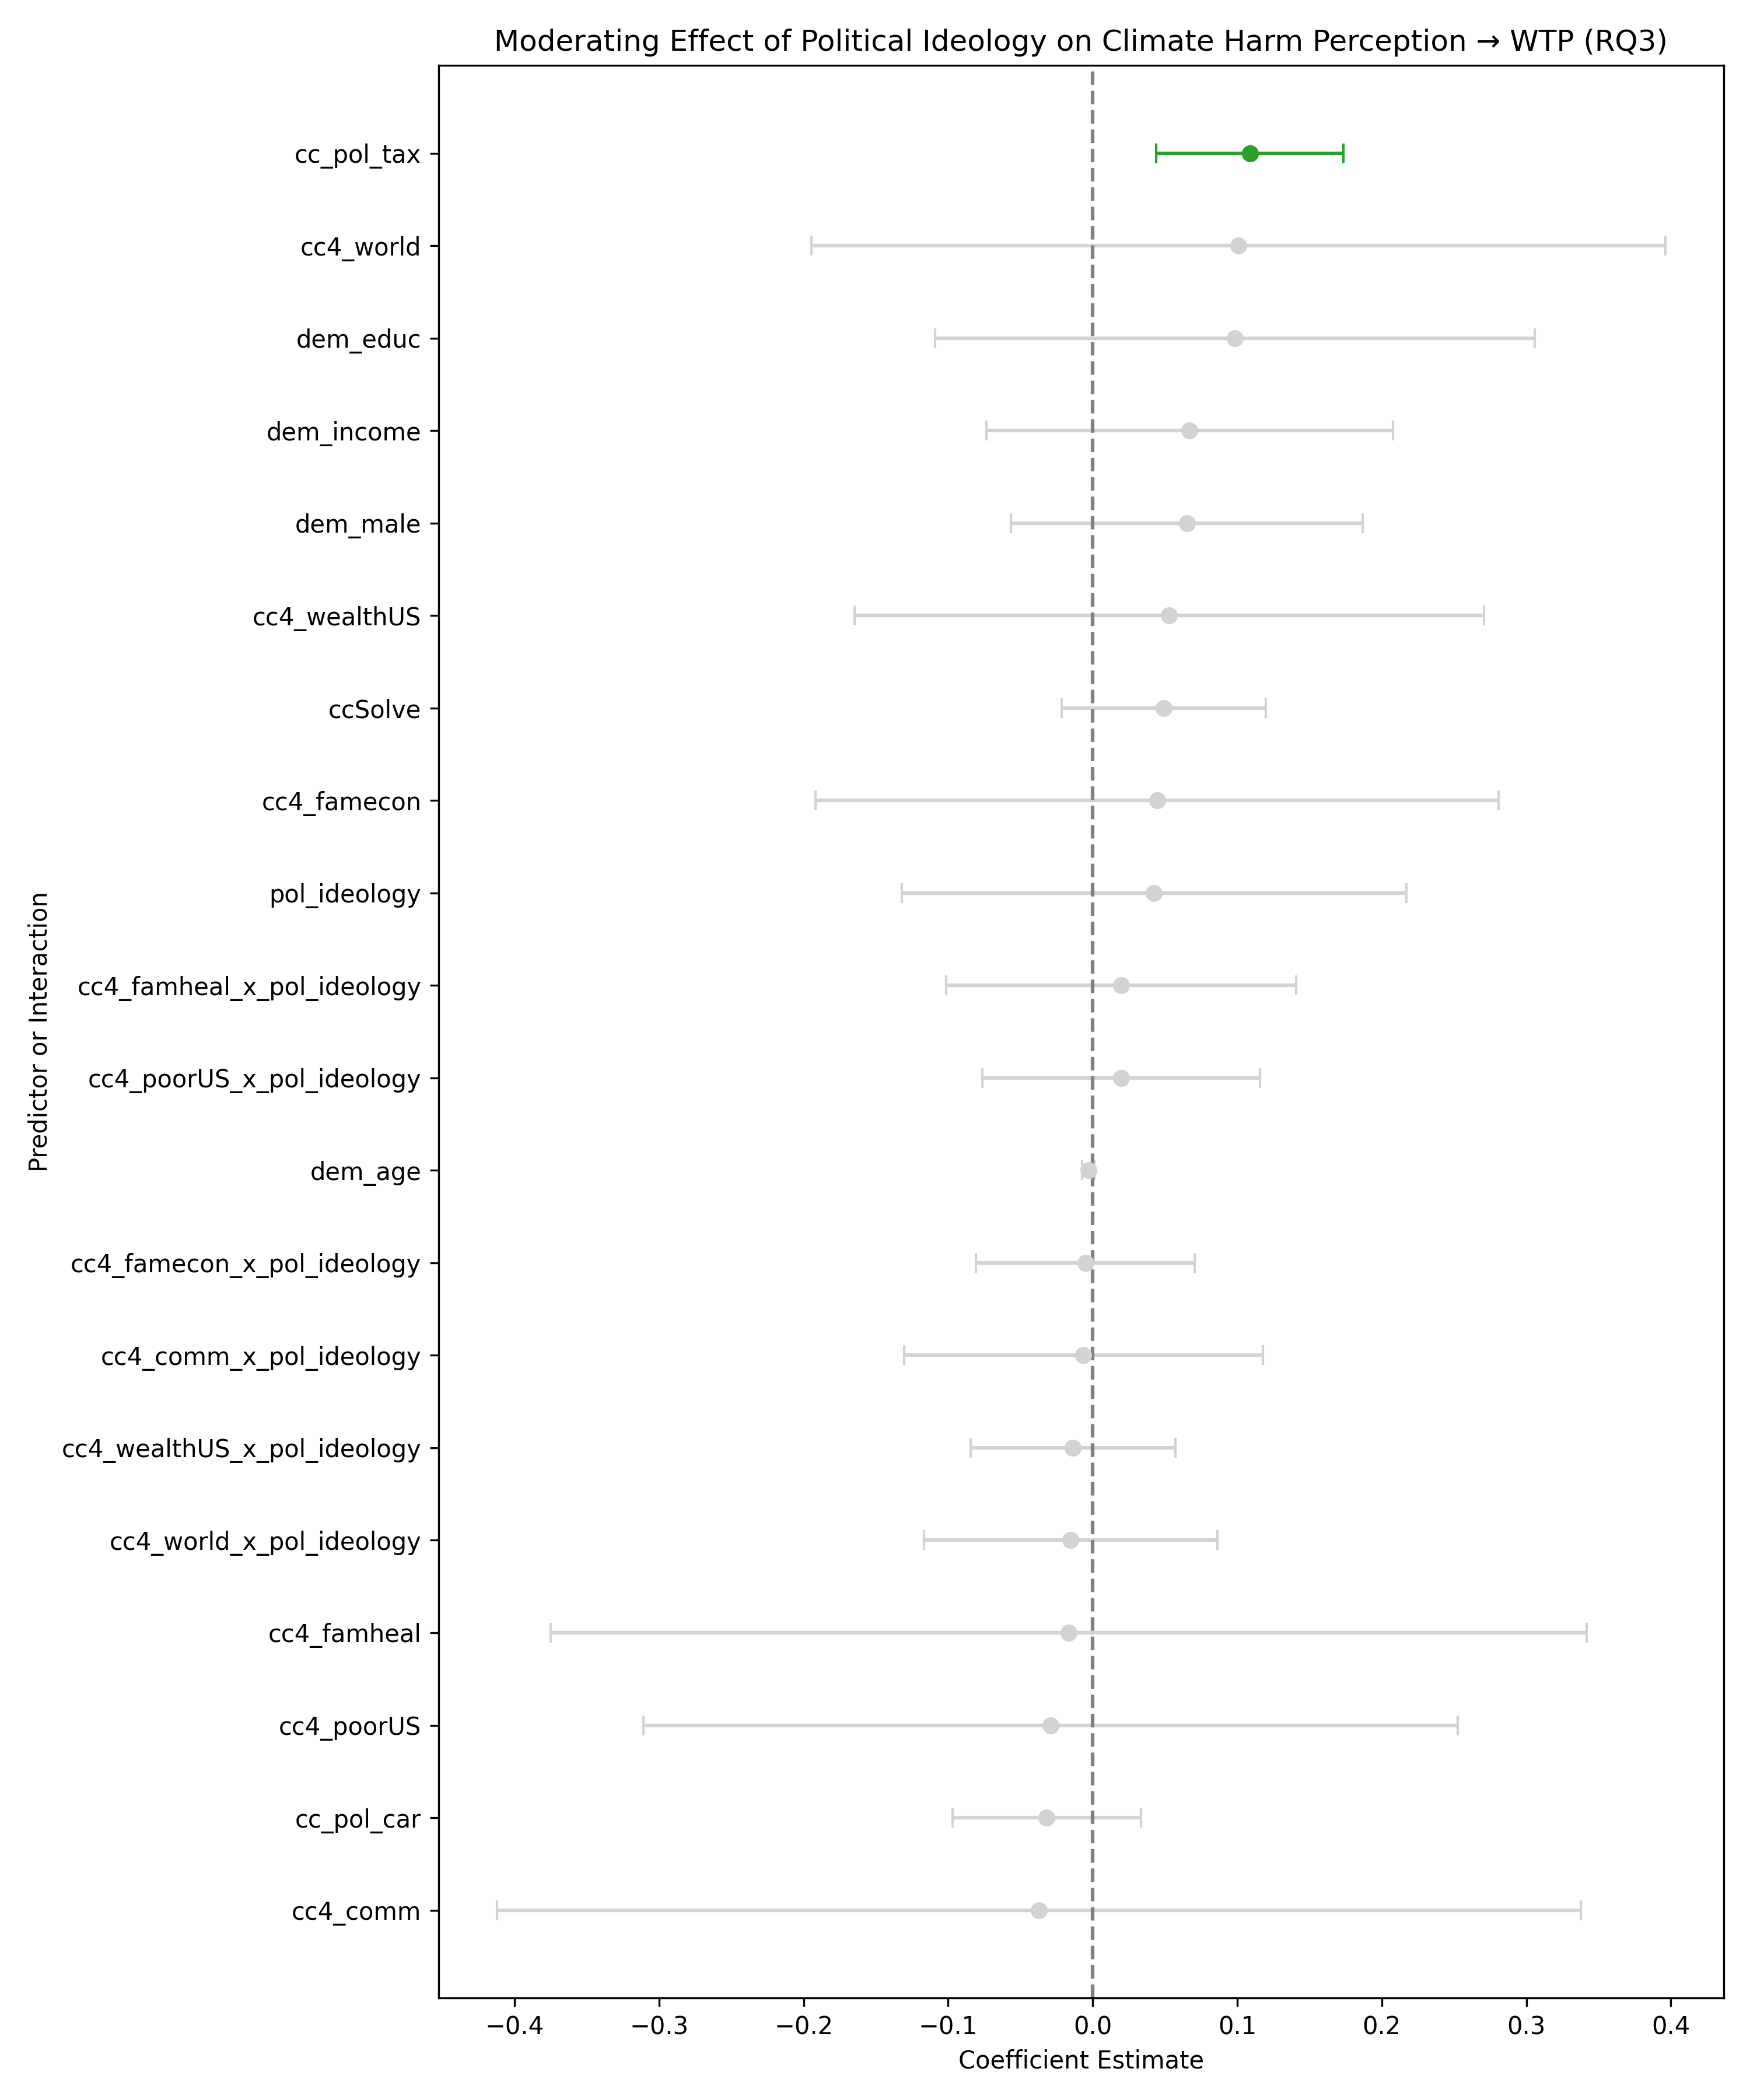 Moderating Effect of Political Ideology on Climate Harm Perception → WTP (RQ3)
Predictor or Interaction
cc_pol_tax
cc4_world
dem_educ
dem_income
dem_male
cc4_wealthUS
ccSolve
cc4_famecon
pol_ideology
cc4_famheal_x_pol_ideology
cc4_poorUS_x_pol_ideology
dem_age
cc4_famecon_x_pol_ideology
cc4_comm_x_pol_ideology
cc4_wealthUS_x_pol_ideology
cc4_world_x_pol_ideology
cc4_famheal
cc4_poorUS
cc_pol_car
cc4_comm
−0.4 −0.3 −0.2 −0.1 0.0 0.1 0.2 0.3 0.4
Coefficient Estimate